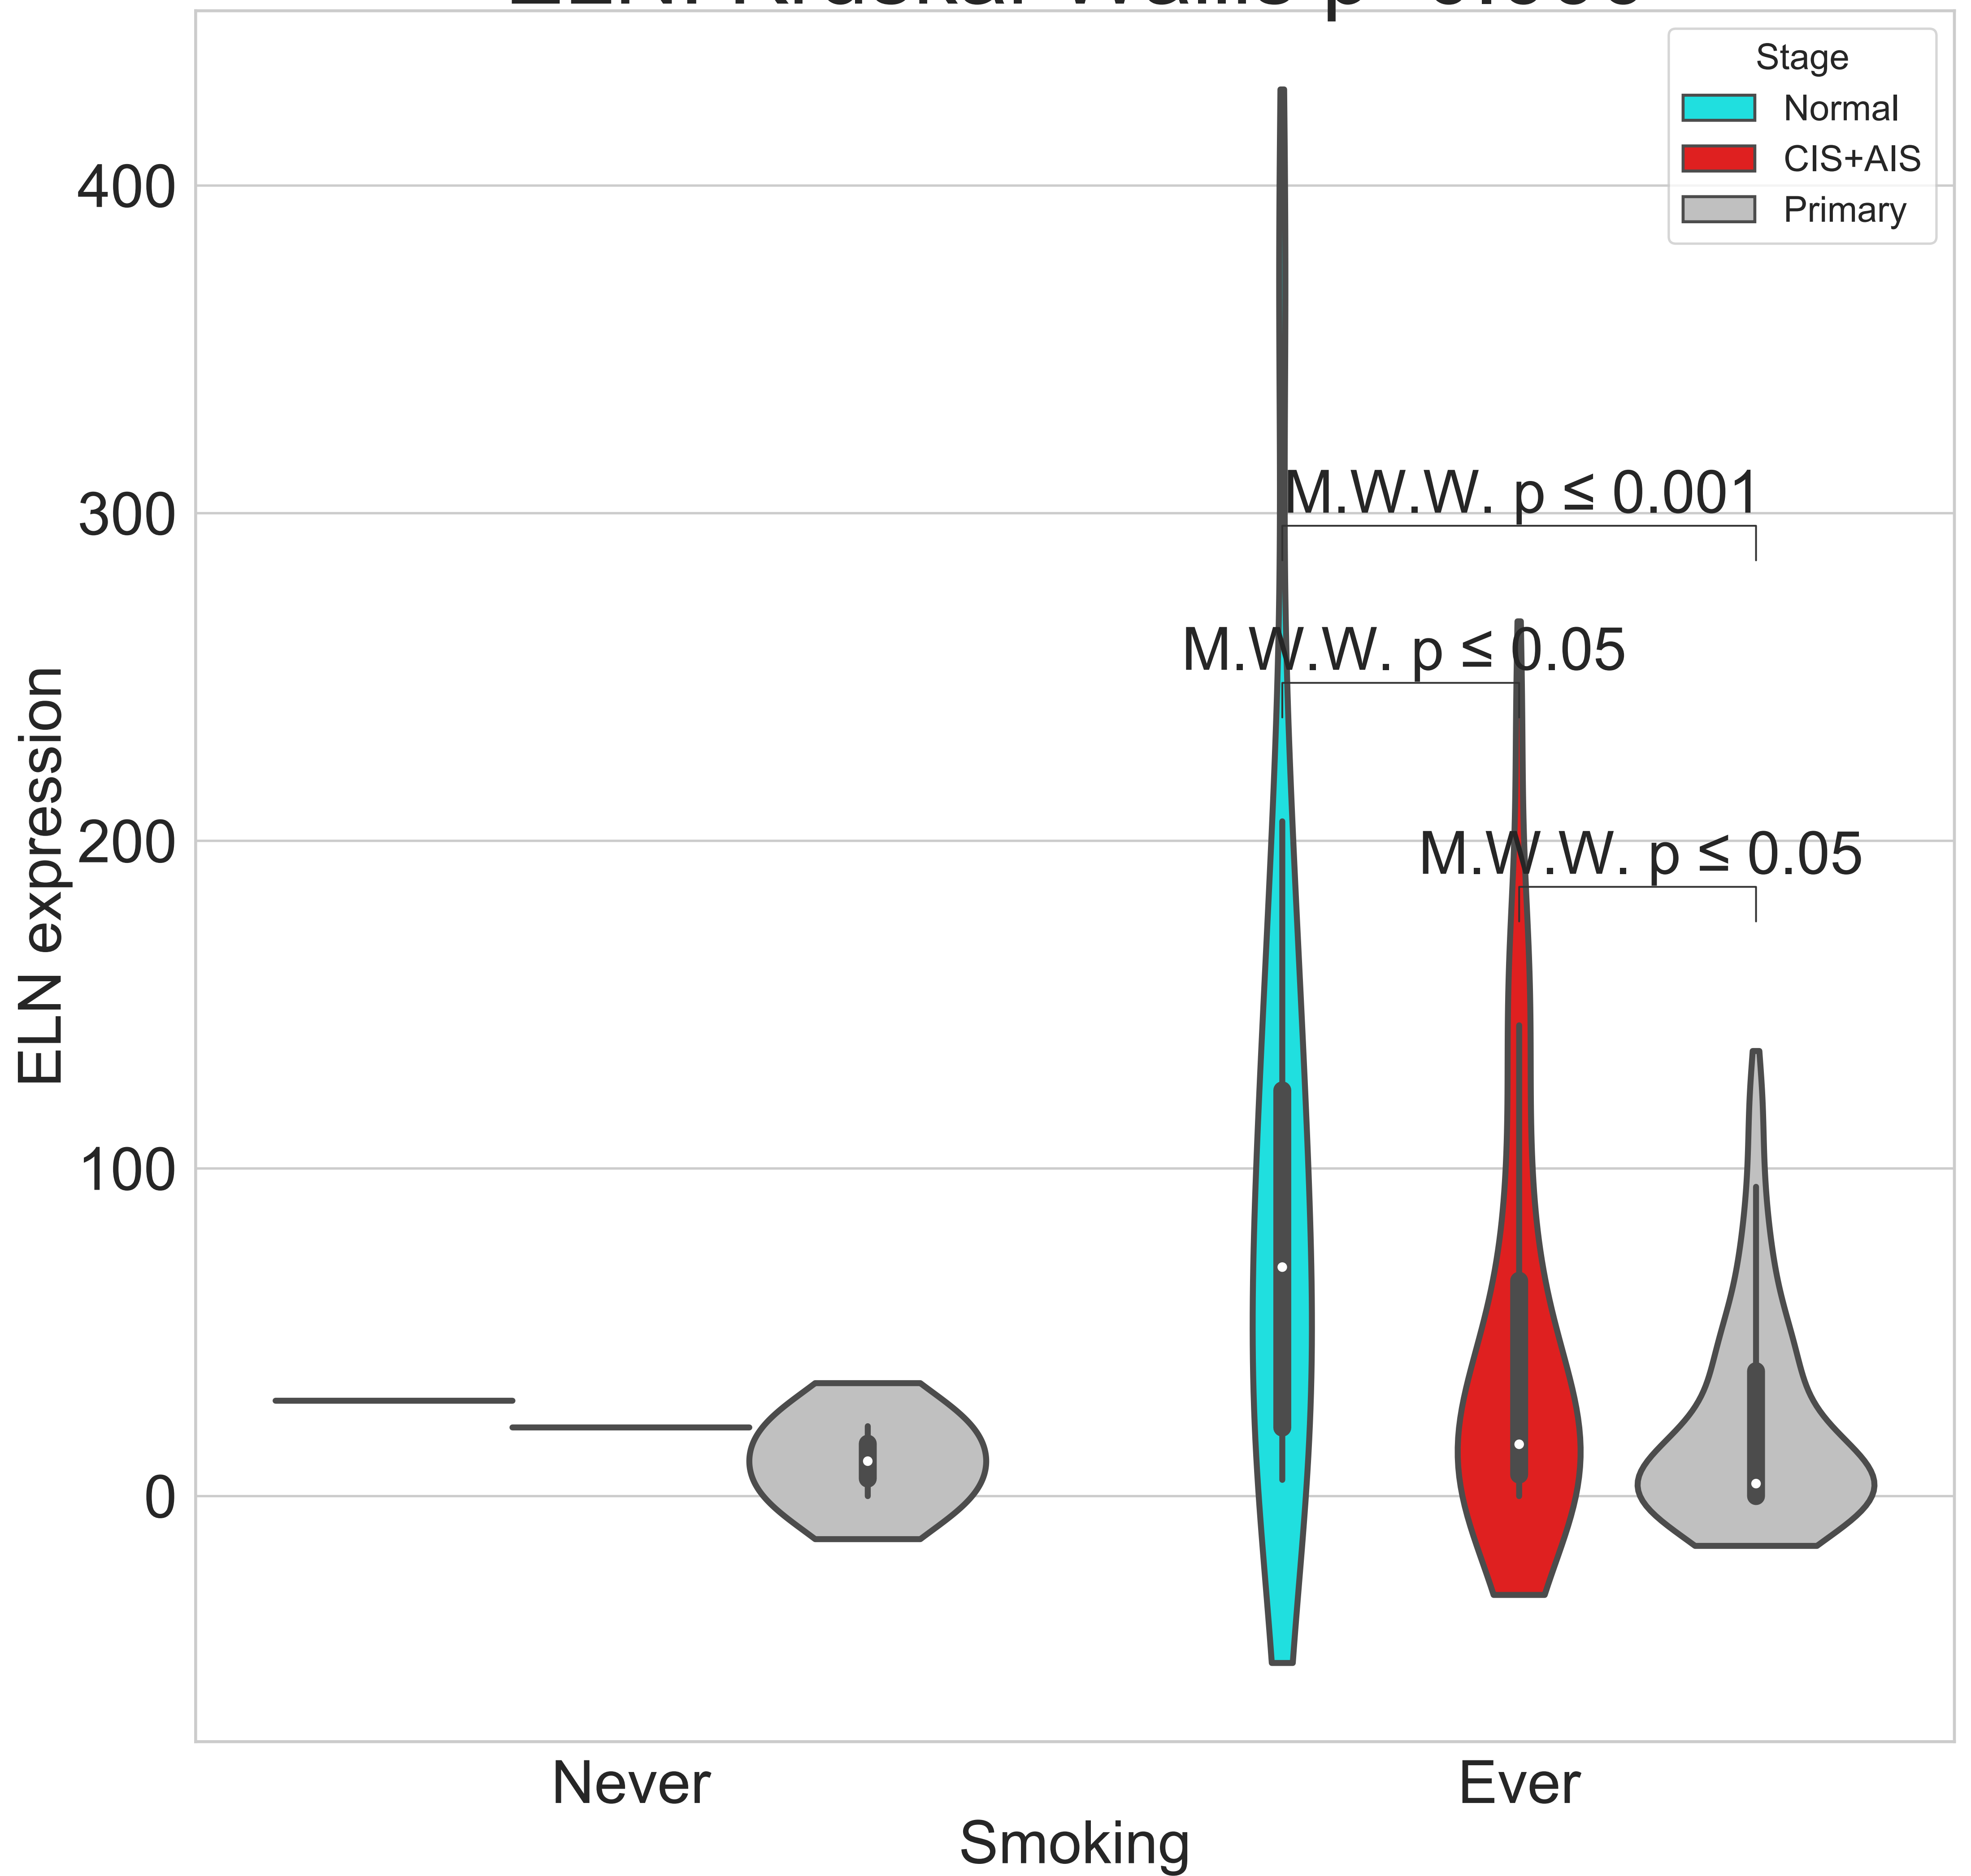 Stage
Normal
CIS+AIS
Primary
400
300
200
100
0
ELN expression
M.W.W. p ≤ 0.001
M.W.W. p ≤ 0.05
M.W.W. p ≤ 0.05
Never
Ever
Smoking